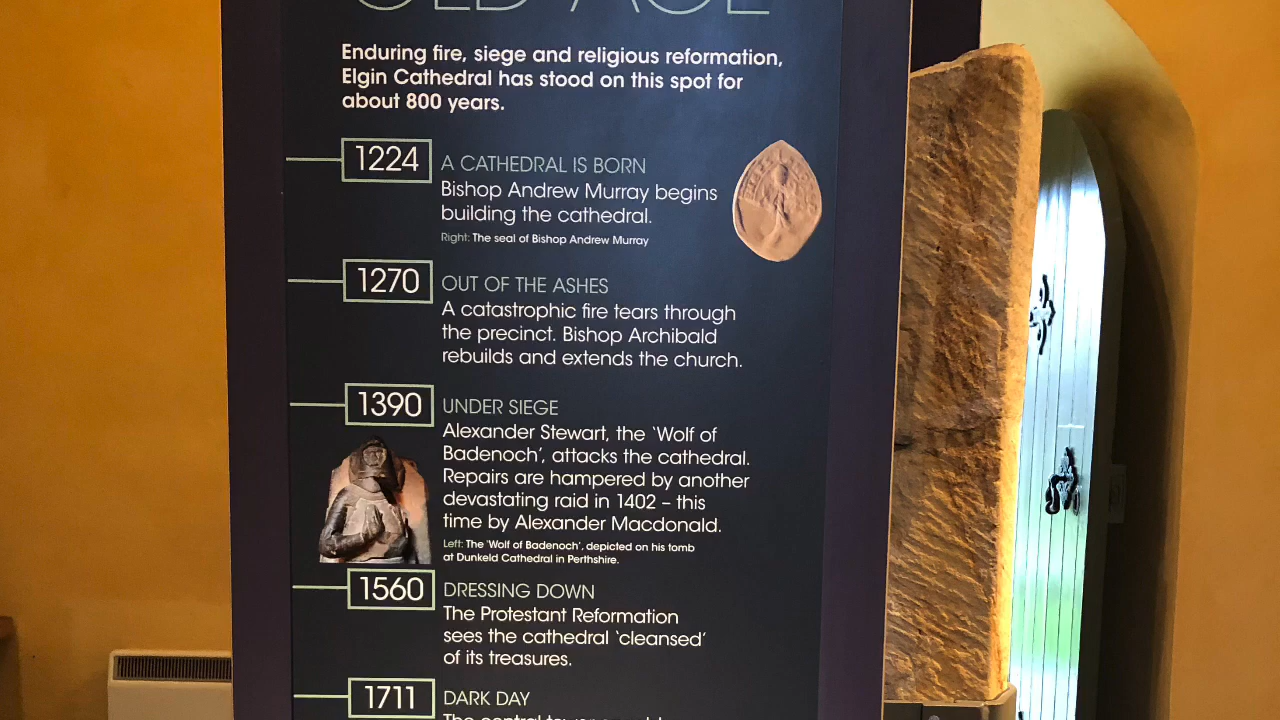 OLD AGE
Enduring fire, siege and religious reformation,
Elgin Cathedral has stood on this spot for
about 800 years.
1224
A CATHEDRAL IS BORN
Bishop Andrew Murray begins
building the cathedral.
Right: The seal of Bishop Andrew Murray
1270
OUT OF THE ASHES
A catastrophic fire tears through
the precinct. Bishop Archibald
rebuilds and extends the church.
1390
UNDER SIEGE
Alexander Stewart, the ‘Wolf of
Badenoch’, attacks the cathedral.
Repairs are hampered by another
devastating raid in 1402 – this
time by Alexander Macdonald.
Left: The ‘Wolf of Badenoch’, depicted on his tomb
at Dunkeld Cathedral in Perthshire.
1560
DRESSING DOWN
The Protestant Reformation
sees the cathedral ‘cleansed’
of its treasures.
1711
DARK DAY
The central tower